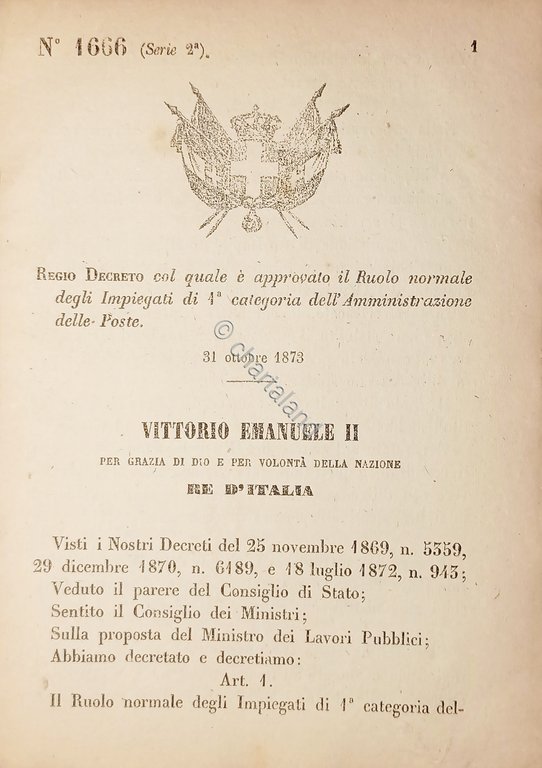 N° 1666 (Serie 2ª).
1
REGIO DECRETO col quale è approvato il Ruolo normale
degli Impiegati di 1ª categoria dell'Amministrazione
delle Poste.
31 ottobre 1873
VITTORIO EMANUELE II
PER GRAZIA DI DIO E PER VOLONTÀ DELLA NAZIONE
RE D'ITALIA
Visti i Nostri Decreti del 25 novembre 1869, n. 5359,
29 dicembre 1870, n. 6189, e 18 luglio 1872, n. 943;
Veduto il parere del Consiglio di Stato;
Sentito il Consiglio dei Ministri;
Sulla proposta del Ministro dei Lavori Pubblici;
Abbiamo decretato e decretiamo:
Art. 1.
Il Ruolo normale degli Impiegati di 1ª categoria del-